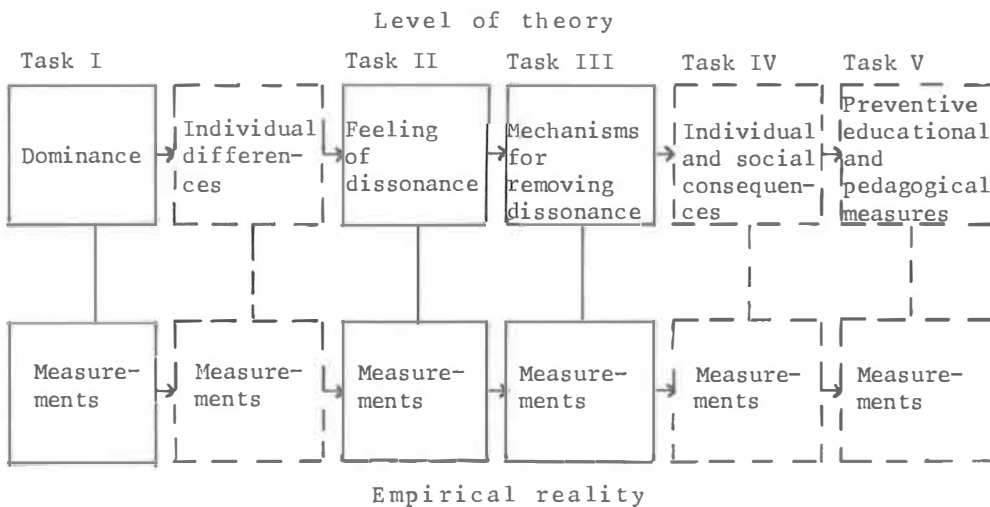 Level of theory
Task I
Task II
Task III
Task IV
Task V
Dominance
Individual
differen-
ces
Feeling
of
dissonance
Mechanisms
for
removing
dissonance
Individual
and social
consequen-
ces
Preventive
educational
and
pedagogical
measures
Measure-
ments
Measure-
ments
Measure-
ments
Measure-
ments
Measure-
ments
Measure-
ments
Empirical reality